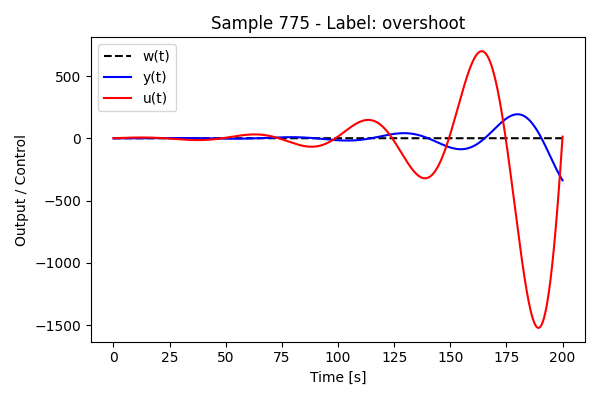 Sample 775 - Label: overshoot
w(t)
y(t)
u(t)
Output / Control
500
0
−500
−1000
−1500
0 25 50 75 100 125 150 175 200
Time [s]